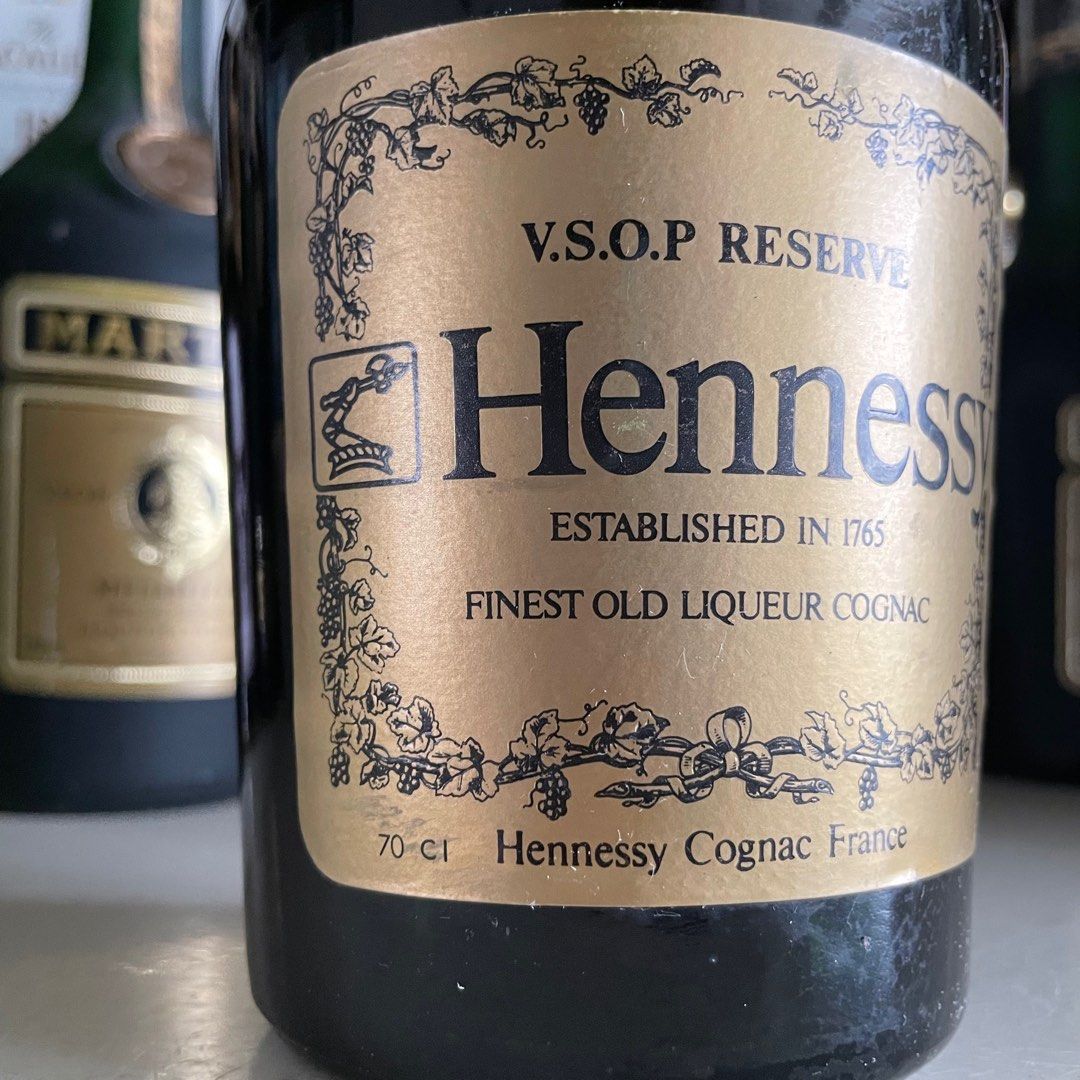 V.S.O.P RESERVE
Hennessy
ESTABLISHED IN 1765
FINEST OLD LIQUEUR COGNAC
70 cl
Hennessy Cognac France
MART